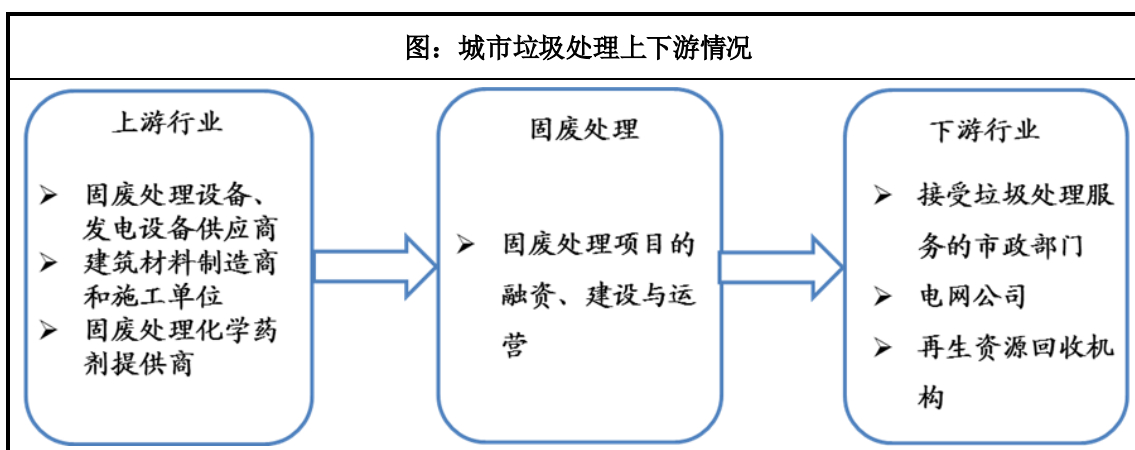 图：城市垃圾处理上下游情况
上游行业
➢ 固废处理设备、
发电设备供应商
➢ 建筑材料制造商
和施工单位
➢ 固废处理化学药
剂提供商
固废处理
➢ 固废处理项目的
融资、建设与运
营
下游行业
➢ 接受垃圾处理服
务的市政部门
➢ 电网公司
➢ 再生资源回收机
构